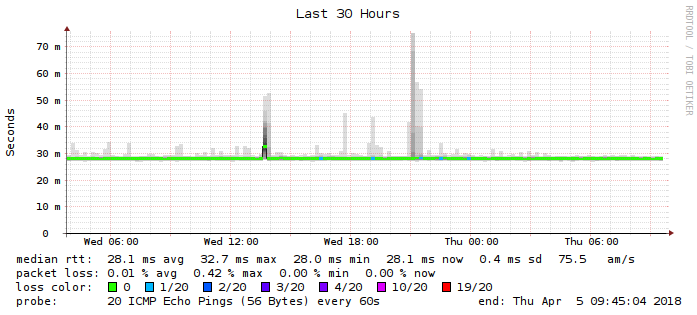 Last 30 Hours
RRDTOOL / TOBI OETIKER
Seconds
70 m
60 m
50 m
40 m
30 m
20 m
10 m
0
Wed 06:00 Wed 12:00 Wed 18:00 Thu 00:00 Thu 06:00
median rtt: 28.1 ms avg 32.7 ms max 28.0 ms min 28.1 ms now 0.4 ms sd 75.5 am/s
packet loss: 0.01 % avg 0.42 % max 0.00 % min 0.00 % now
loss color: 0 1/20 2/20 3/20 4/20 10/20 19/20
probe: 20 ICMP Echo Pings (56 Bytes) every 60s end: Thu Apr 5 09:45:04 2018